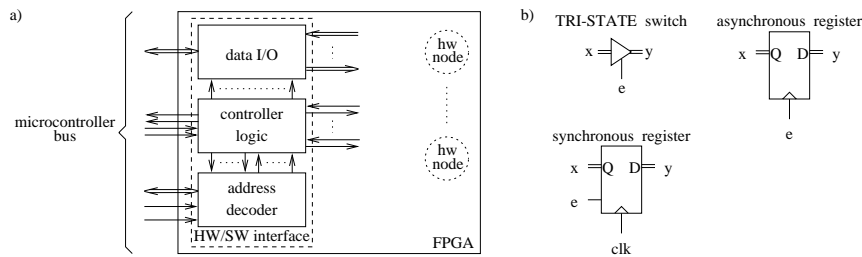 a)
microcontroller
bus
data I/O
controller
logic
address
decoder
HW/SW interface
hw
node
hw
node
FPGA
b)
TRI-STATE switch
x
y
e
asynchronous register
x
Q
D
y
e
synchronous register
x
Q
D
y
e
clk